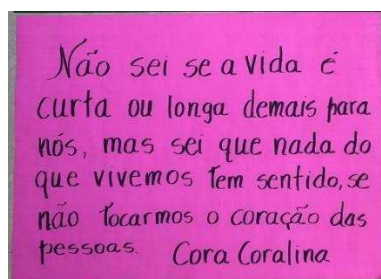 Não sei se a vida é
curta ou longa demais para
nós, mas sei que nada do
que vivemos tem sentido, se
não tocarmos o coração das
pessoas. Cora Coralina